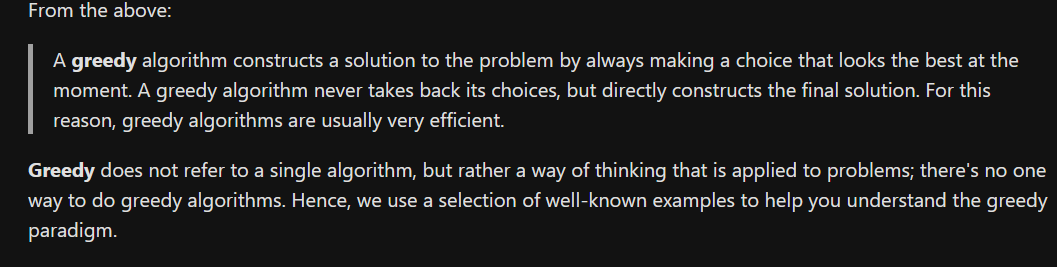 From the above:
A greedy algorithm constructs a solution to the problem by always making a choice that looks the best at the
moment. A greedy algorithm never takes back its choices, but directly constructs the final solution. For this
reason, greedy algorithms are usually very efficient.
Greedy does not refer to a single algorithm, but rather a way of thinking that is applied to problems; there's no one
way to do greedy algorithms. Hence, we use a selection of well-known examples to help you understand the greedy
paradigm.